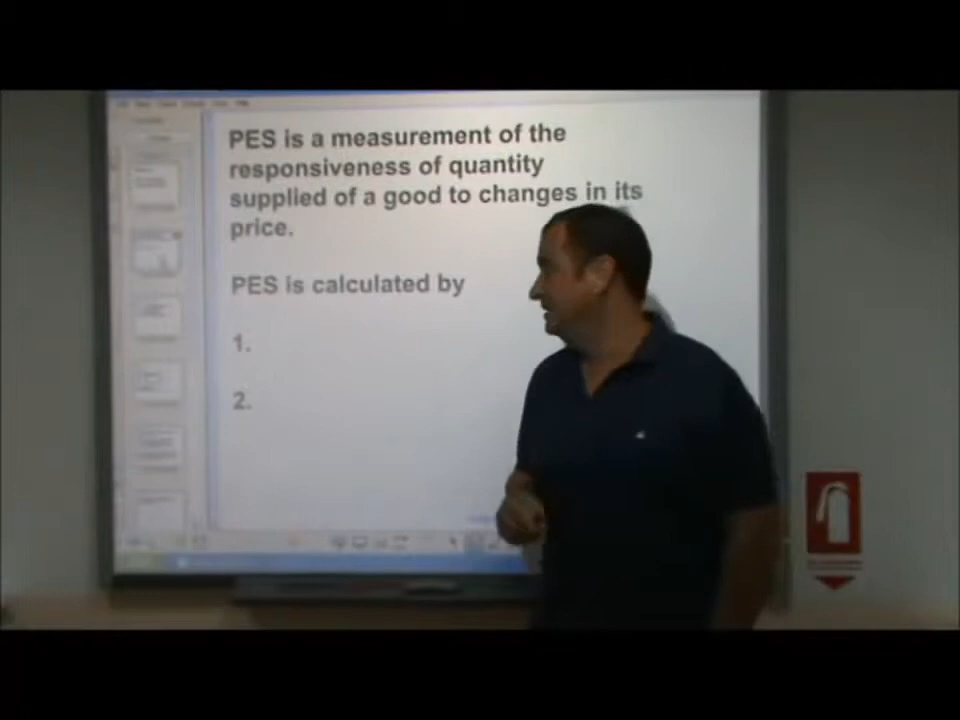 PES is a measurement of the
responsiveness of quantity
supplied of a good to changes in its
price.
PES is calculated by
1.
2.